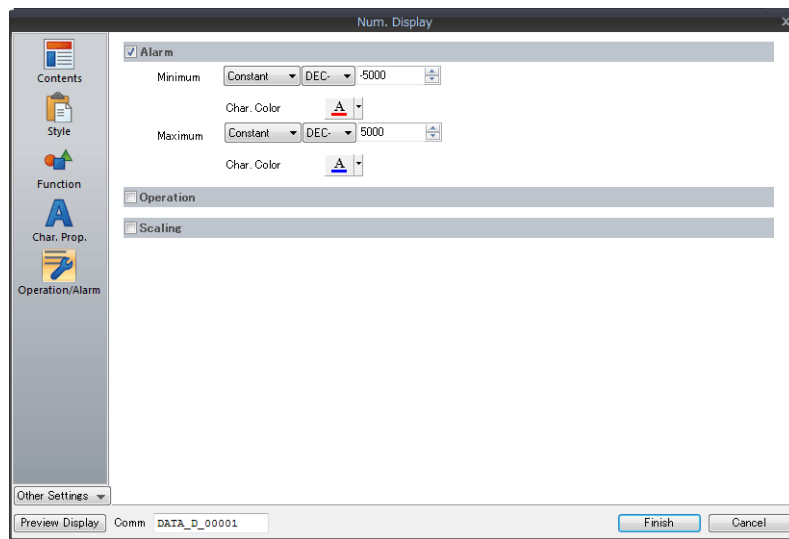 Num. Display
Contents
Style
Function
Char. Prop.
Operation/Alarm
Alarm
Minimum Constant DEC- -5000
Char. Color A
Maximum Constant DEC- 5000
Char. Color A
Operation
Scaling
Other Settings
Preview Display Comm DATA_D_00001 Finish Cancel